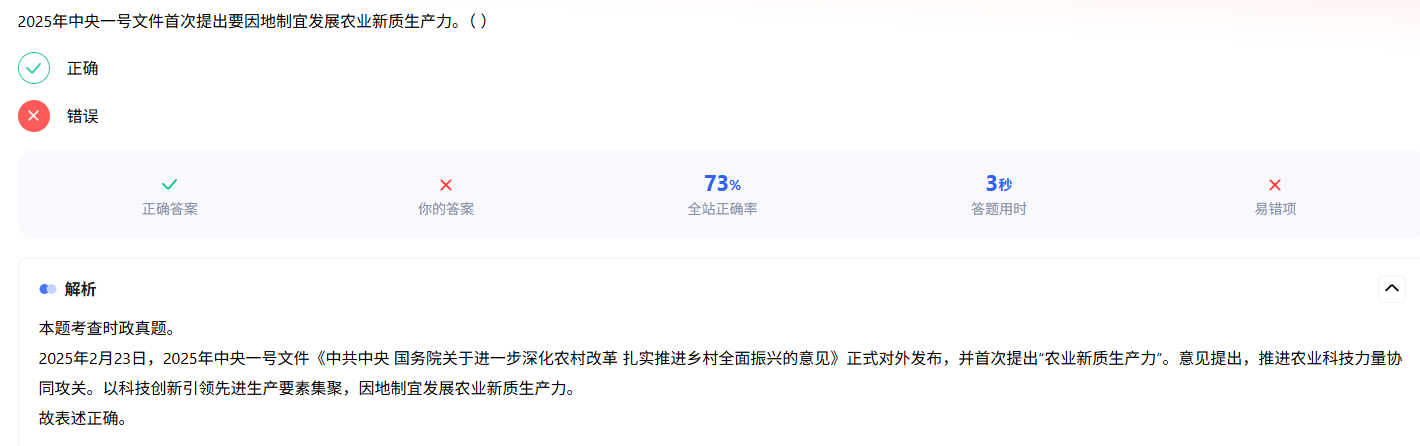 2025年中央一号文件首次提出要因地制宜发展农业新质生产力。( )
正确
错误
73% 3秒
正确答案 你的答案 全站正确率 答题用时 易错项
解析
本题考查时政真题。
2025年2月23日，2025年中央一号文件《中共中央 国务院关于进一步深化农村改革 扎实推进乡村全面振兴的意见》正式对外发布，并首次提出“农业新质生产力”。意见提出，推进农业科技力量协
同攻关。以科技创新引领先进生产要素集聚，因地制宜发展农业新质生产力。
故表述正确。